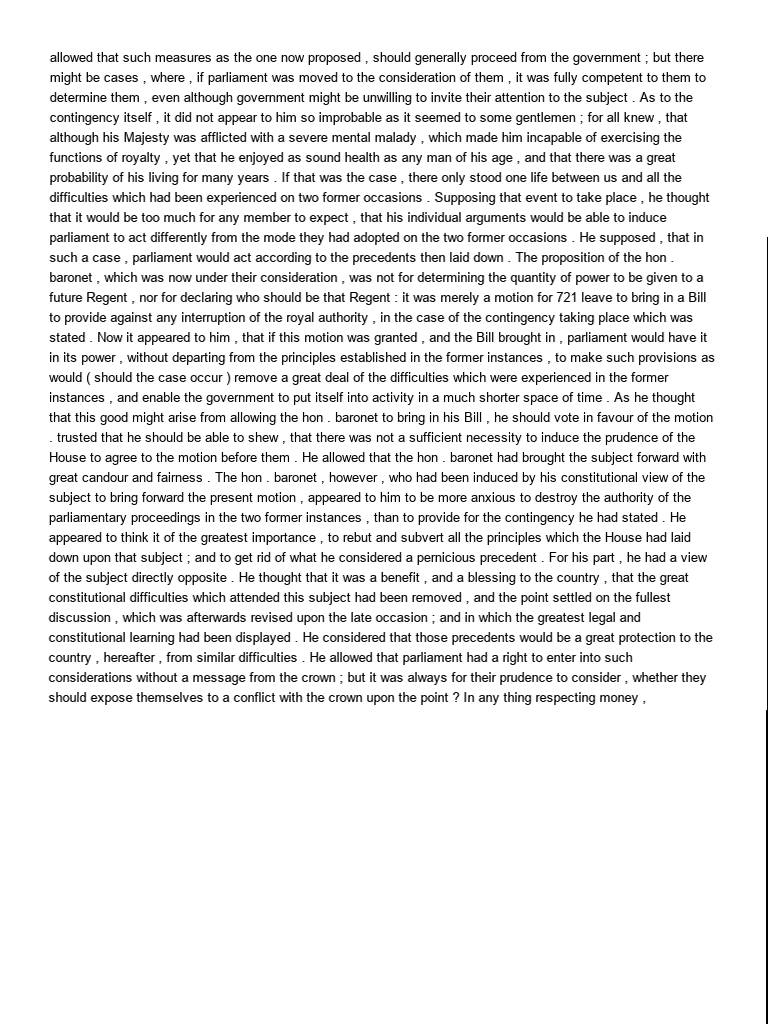 allowed that such measures as the one now proposed , should generally proceed from the government ; but there
might be cases , where , if parliament was moved to the consideration of them , it was fully competent to them to
determine them , even although government might be unwilling to invite their attention to the subject . As to the
contingency itself , it did not appear to him so improbable as it seemed to some gentlemen ; for all knew , that
although his Majesty was afflicted with a severe mental malady , which made him incapable of exercising the
functions of royalty , yet that he enjoyed as sound health as any man of his age , and that there was a great
probability of his living for many years . If that was the case , there only stood one life between us and all the
difficulties which had been experienced on two former occasions . Supposing that event to take place , he thought
that it would be too much for any member to expect , that his individual arguments would be able to induce
parliament to act differently from the mode they had adopted on the two former occasions . He supposed , that in
such a case , parliament would act according to the precedents then laid down . The proposition of the hon .
baronet , which was now under their consideration , was not for determining the quantity of power to be given to a
future Regent , nor for declaring who should be that Regent : it was merely a motion for 721 leave to bring in a Bill
to provide against any interruption of the royal authority , in the case of the contingency taking place which was
stated . Now it appeared to him , that if this motion was granted , and the Bill brought in , parliament would have it
in its power , without departing from the principles established in the former instances , to make such provisions as
would ( should the case occur ) remove a great deal of the difficulties which were experienced in the former
instances , and enable the government to put itself into activity in a much shorter space of time . As he thought
that this good might arise from allowing the hon . baronet to bring in his Bill , he should vote in favour of the motion
. trusted that he should be able to shew , that there was not a sufficient necessity to induce the prudence of the
House to agree to the motion before them . He allowed that the hon . baronet had brought the subject forward with
great candour and fairness . The hon . baronet , however , who had been induced by his constitutional view of the
subject to bring forward the present motion , appeared to him to be more anxious to destroy the authority of the
parliamentary proceedings in the two former instances , than to provide for the contingency he had stated . He
appeared to think it of the greatest importance , to rebut and subvert all the principles which the House had laid
down upon that subject ; and to get rid of what he considered a pernicious precedent . For his part , he had a view
of the subject directly opposite . He thought that it was a benefit , and a blessing to the country , that the great
constitutional difficulties which attended this subject had been removed , and the point settled on the fullest
discussion , which was afterwards revised upon the late occasion ; and in which the greatest legal and
constitutional learning had been displayed . He considered that those precedents would be a great protection to the
country , hereafter , from similar difficulties . He allowed that parliament had a right to enter into such
considerations without a message from the crown ; but it was always for their prudence to consider , whether they
should expose themselves to a conflict with the crown upon the point ? In any thing respecting money ,